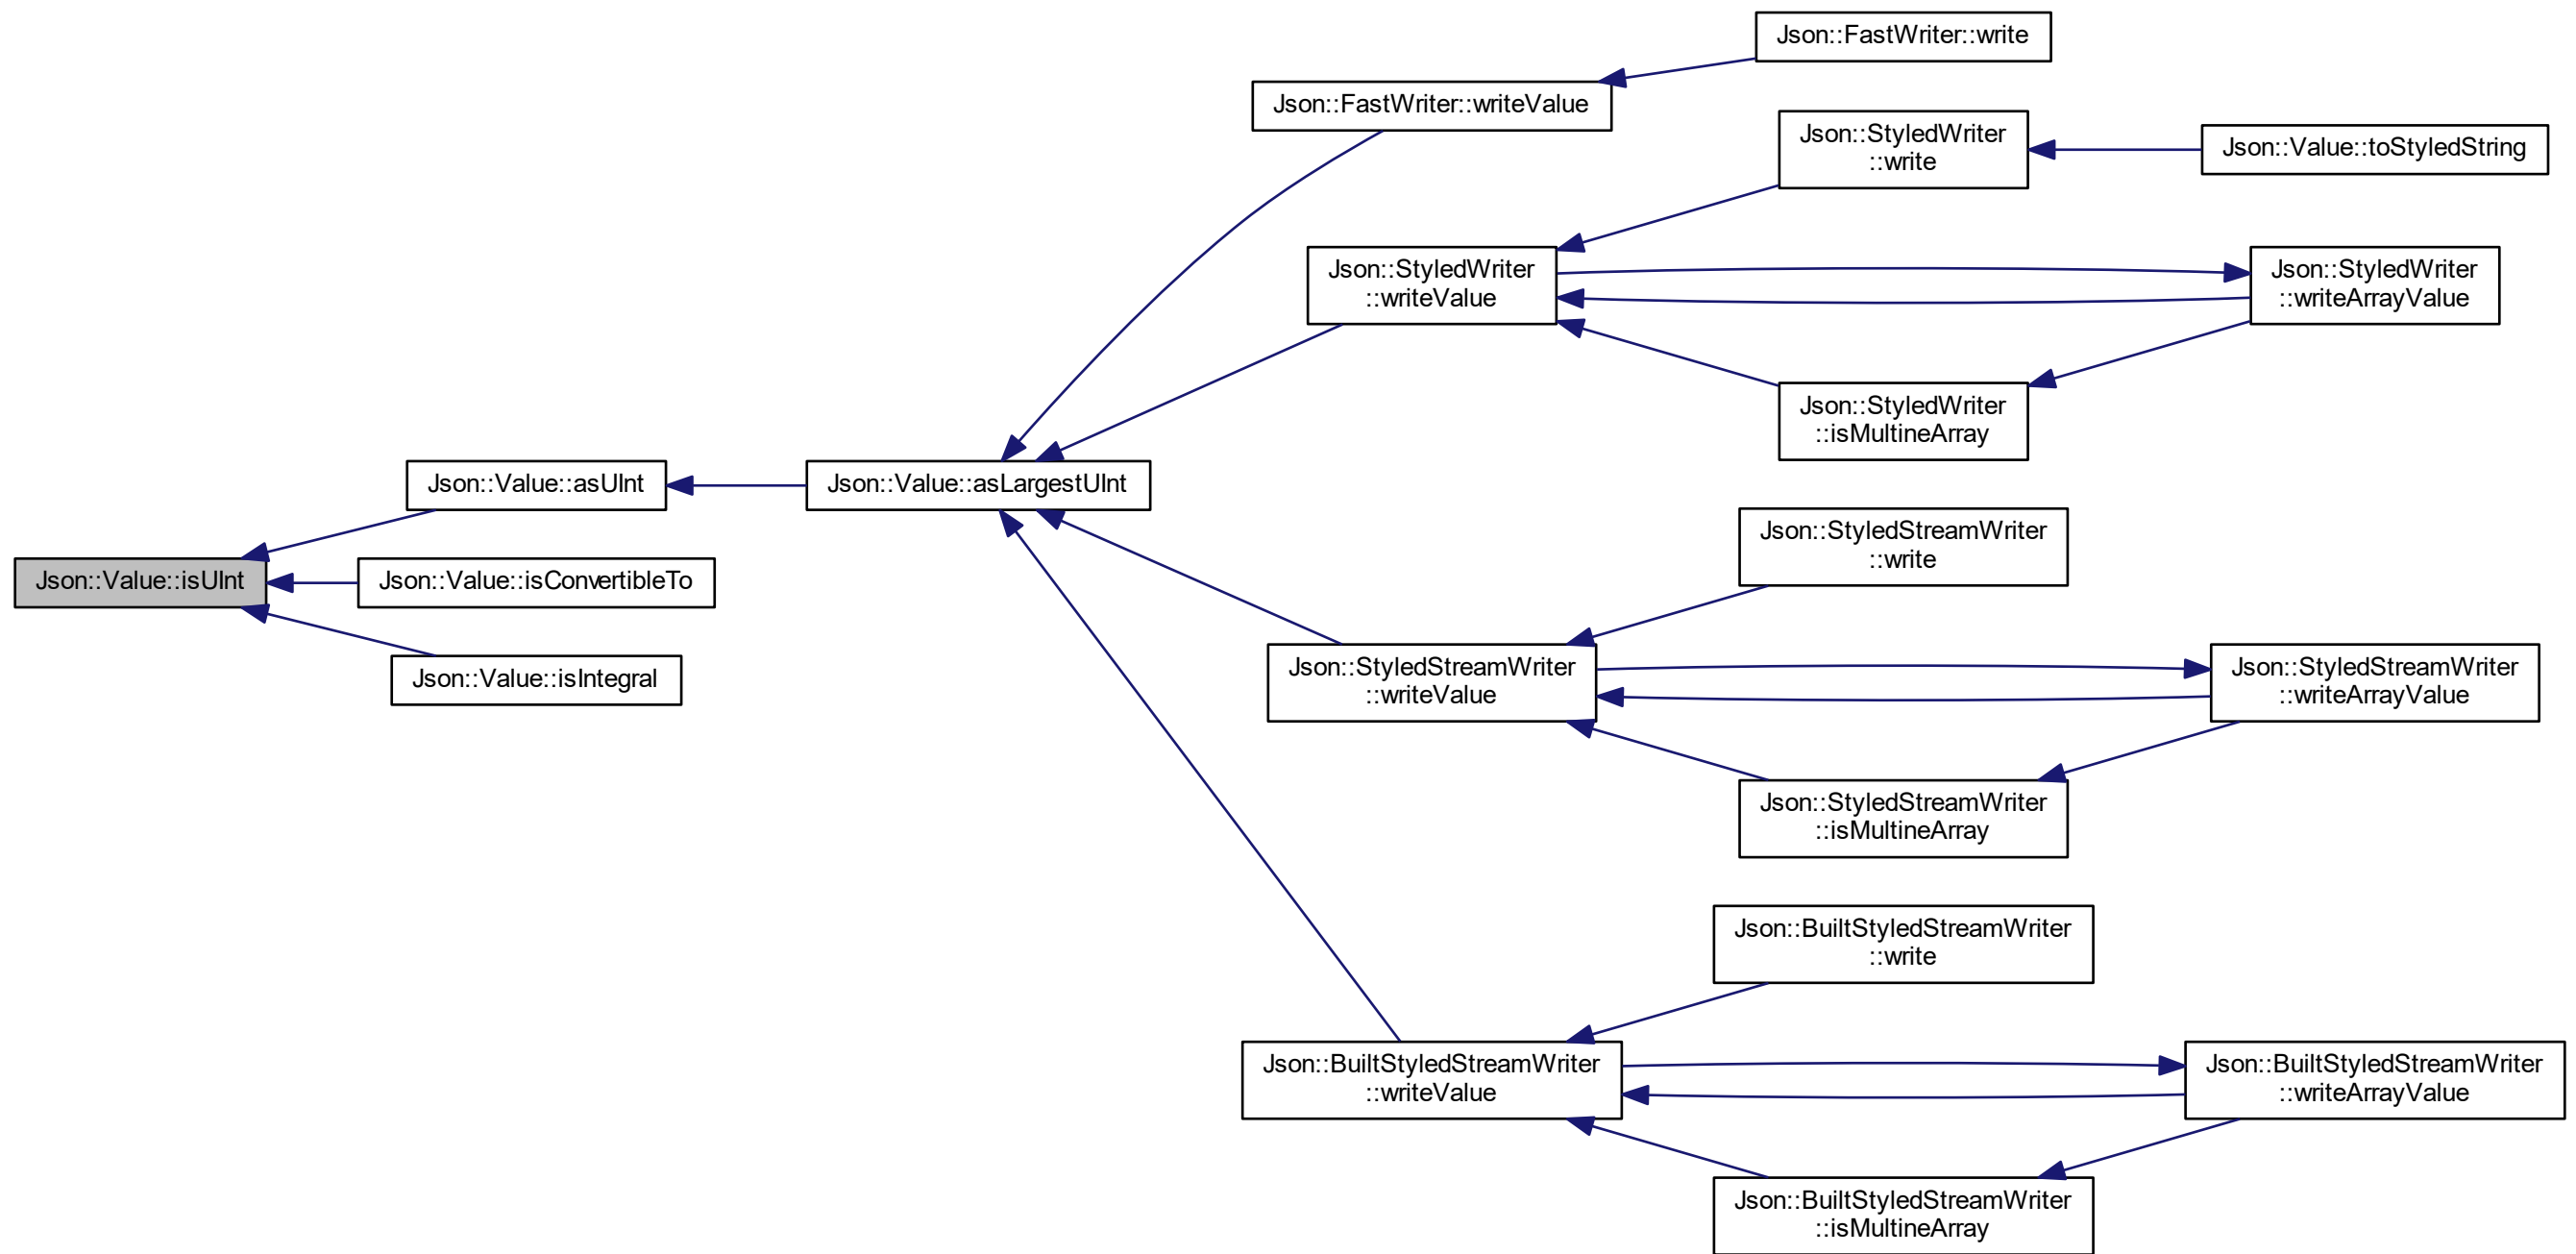 Json::FastWriter::write
Json::FastWriter::writeValue
Json::StyledWriter
::write
Json::Value::toStyledString
Json::StyledWriter
::writeValue
Json::StyledWriter
::writeArrayValue
Json::StyledWriter
::isMultineArray
Json::Value::asUInt
Json::Value::asLargestUInt
Json::StyledStreamWriter
::write
Json::Value::isUInt
Json::Value::isConvertibleTo
Json::Value::isIntegral
Json::StyledStreamWriter
::writeValue
Json::StyledStreamWriter
::writeArrayValue
Json::StyledStreamWriter
::isMultineArray
Json::BuiltStyledStreamWriter
::write
Json::BuiltStyledStreamWriter
::writeValue
Json::BuiltStyledStreamWriter
::writeArrayValue
Json::BuiltStyledStreamWriter
::isMultineArray